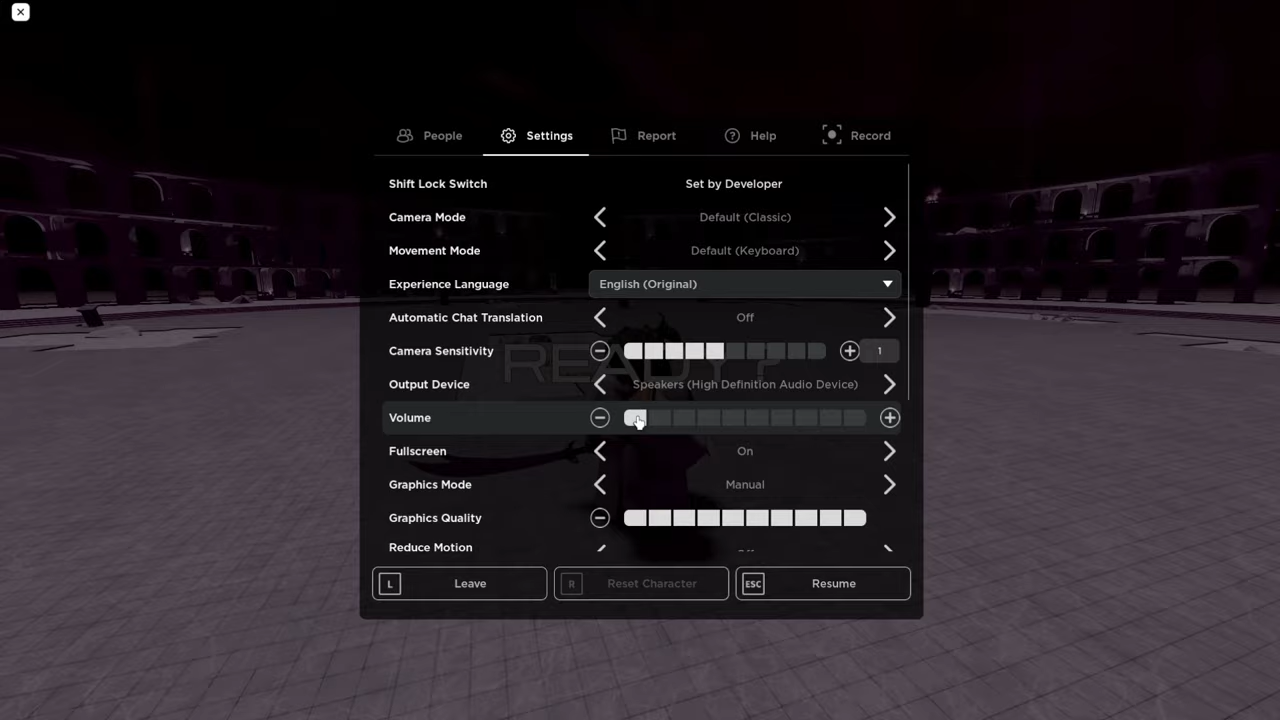 People Settings Report Help Record
Shift Lock Switch Set by Developer
Camera Mode Default (Classic)
Movement Mode Default (Keyboard)
Experience Language English (Original)
Automatic Chat Translation Off
Camera Sensitivity 1
READY?
Output Device Speakers (High Definition Audio Device)
Volume
Fullscreen On
Graphics Mode Manual
Graphics Quality
Reduce Motion
L Leave R Reset Character ESC Resume